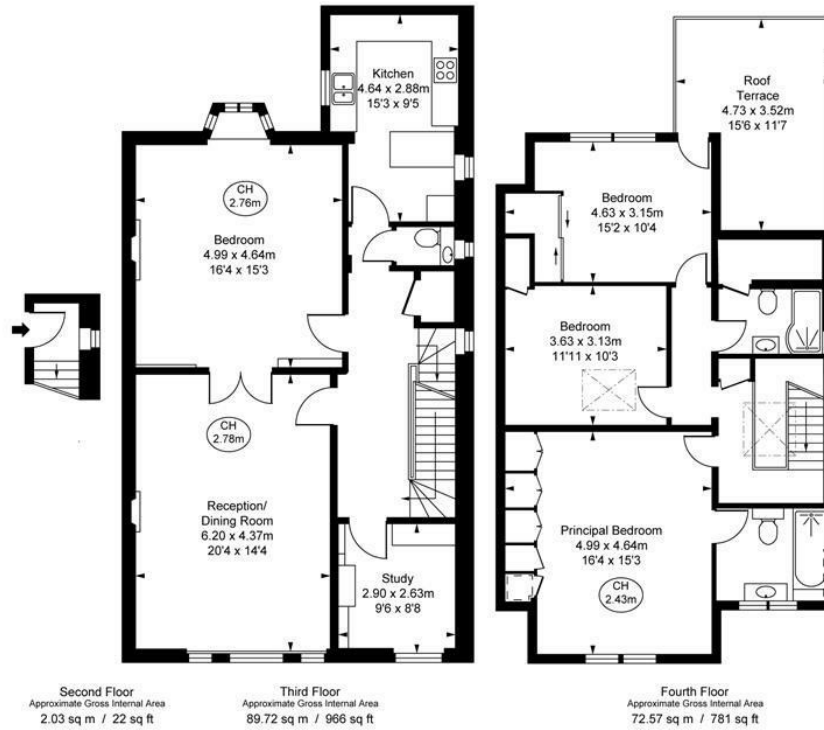 Kitchen
4.64 x 2.88m
15'3 x 9'5
Roof
Terrace
4.73 x 3.52m
15'6 x 11'7
CH
2.76m
Bedroom
4.99 x 4.64m
16'4 x 15'3
Bedroom
4.63 x 3.15m
15'2 x 10'4
Bedroom
3.63 x 3.13m
11'11 x 10'3
CH
2.78m
Reception/
Dining Room
6.20 x 4.37m
20'4 x 14'4
Study
2.90 x 2.63m
9'6 x 8'8
Principal Bedroom
4.99 x 4.64m
16'4 x 15'3
CH
2.43m
Second Floor
Approximate Gross Internal Area
2.03 sq m / 22 sq ft
Third Floor
Approximate Gross Internal Area
89.72 sq m / 966 sq ft
Fourth Floor
Approximate Gross Internal Area
72.57 sq m / 781 sq ft